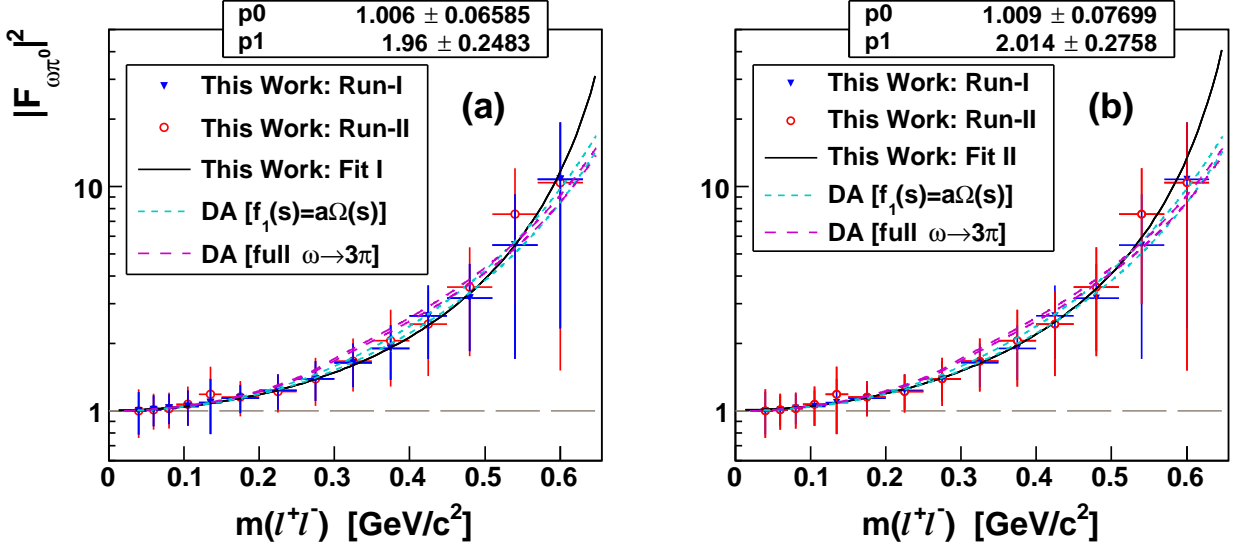 p0 1.006 ± 0.06585
p1 1.96 ± 0.2483
|F_ωπ⁰|²
This Work: Run-I
This Work: Run-II
This Work: Fit I
DA [f₁(s)=aΩ(s)]
DA [full ω→3π]
(a)
10
1
0 0.1 0.2 0.3 0.4 0.5 0.6
m(l⁺l⁻) [GeV/c²]
p0 1.009 ± 0.07699
p1 2.014 ± 0.2758
This Work: Run-I
This Work: Run-II
This Work: Fit II
DA [f₁(s)=aΩ(s)]
DA [full ω→3π]
(b)
10
1
0 0.1 0.2 0.3 0.4 0.5 0.6
m(l⁺l⁻) [GeV/c²]